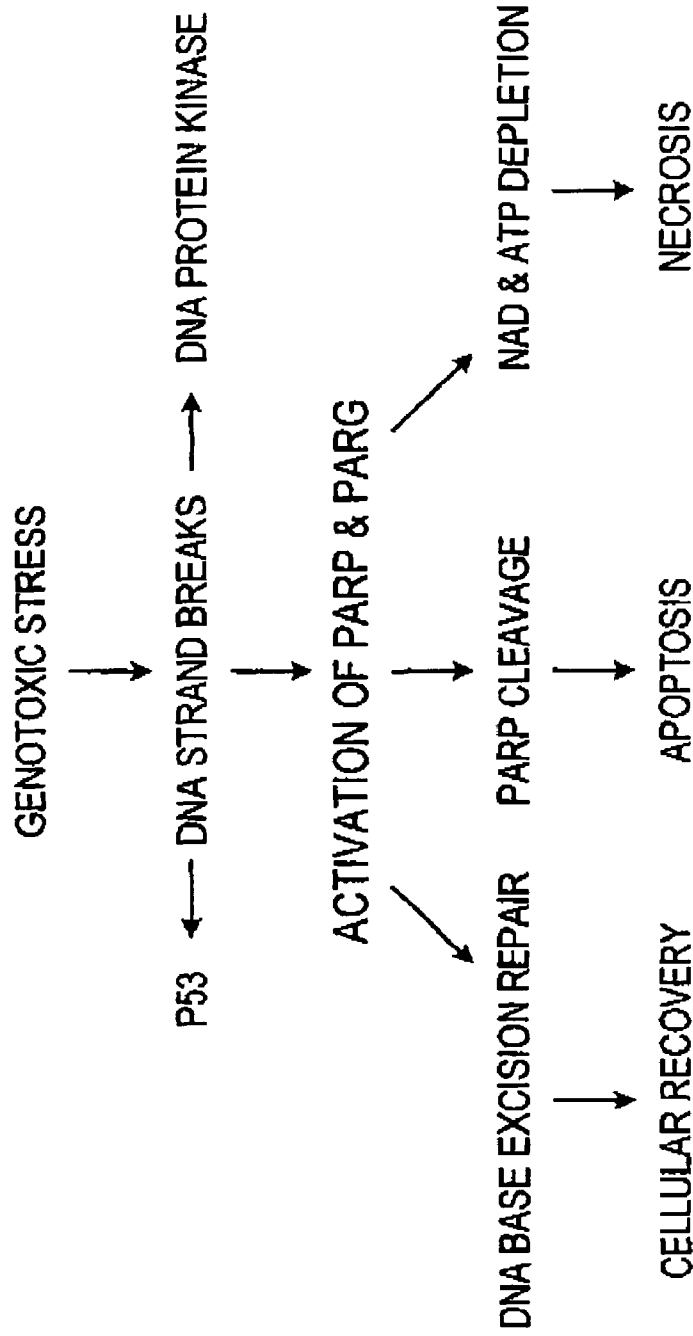 GENOTOXIC STRESS
P53 DNA STRAND BREAKS DNA PROTEIN KINASE
ACTIVATION OF PARP & PARG
DNA BASE EXCISION REPAIR PARP CLEAVAGE NAD & ATP DEPLETION
CELLULAR RECOVERY APOPTOSIS NECROSIS